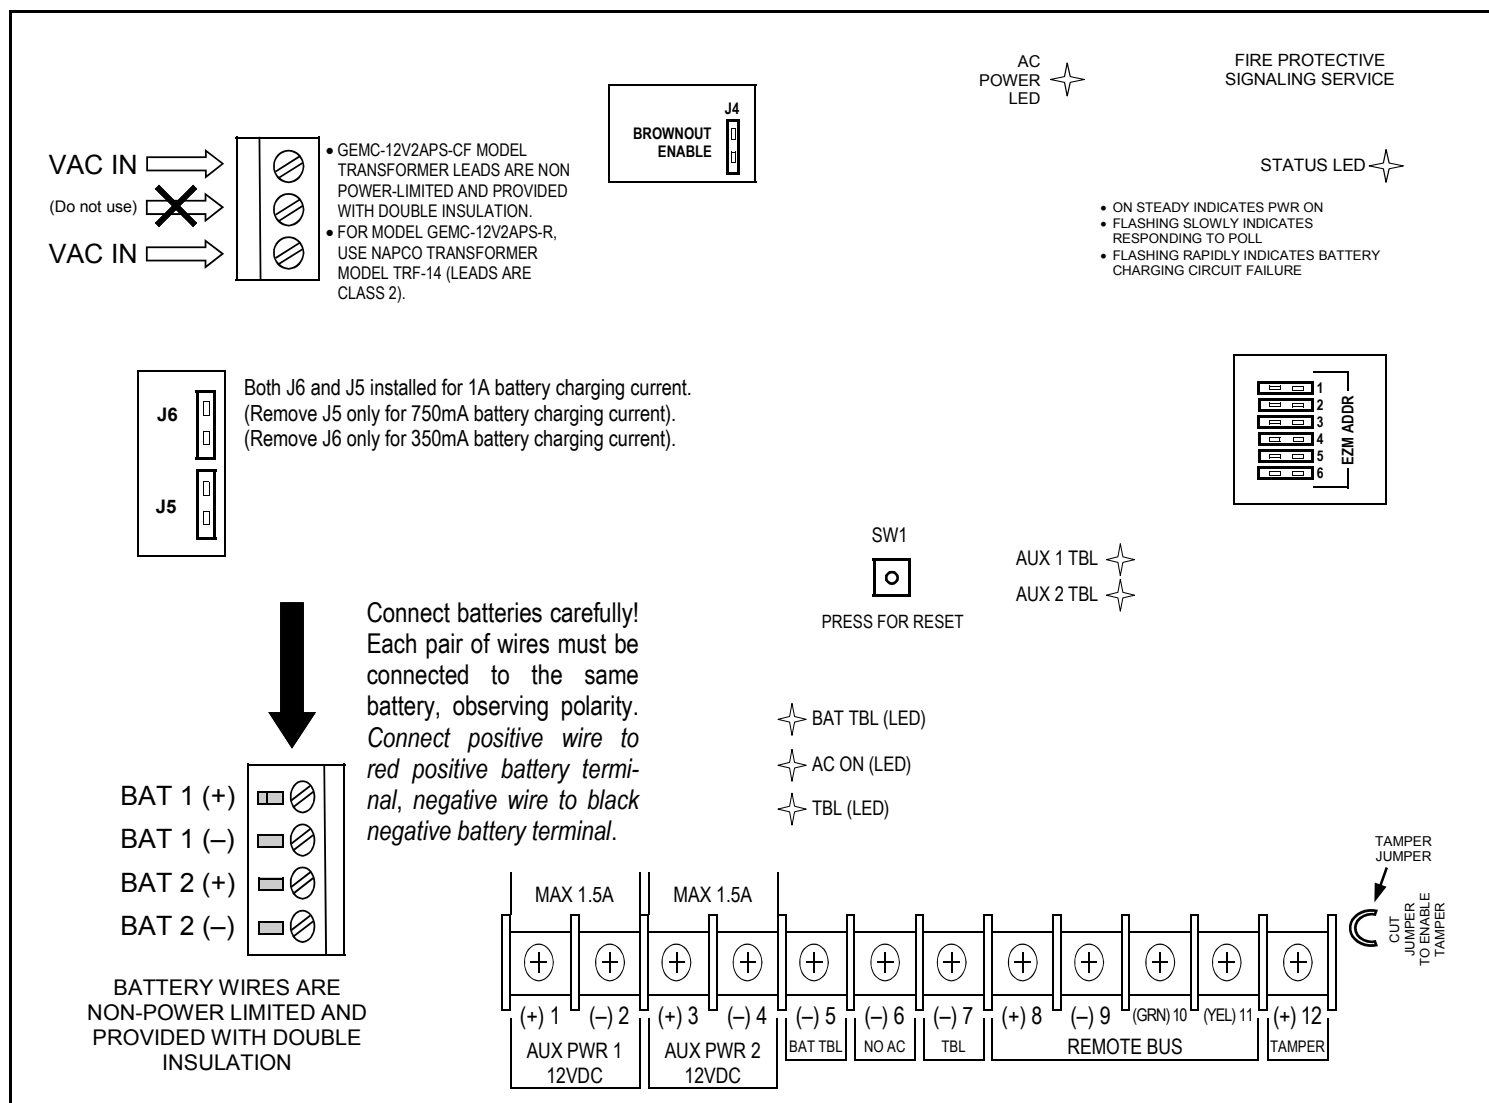 AC
POWER
LED
FIRE PROTECTIVE
SIGNALING SERVICE
J4
BROWNOUT
ENABLE
VAC IN
(Do not use)
VAC IN
• GEMC-12V2APS-CF MODEL
TRANSFORMER LEADS ARE NON
POWER-LIMITED AND PROVIDED
WITH DOUBLE INSULATION.
• FOR MODEL GEMC-12V2APS-R,
USE NAPCO TRANSFORMER
MODEL TRF-14 (LEADS ARE
CLASS 2).
STATUS LED
• ON STEADY INDICATES PWR ON
• FLASHING SLOWLY INDICATES
RESPONDING TO POLL
• FLASHING RAPIDLY INDICATES BATTERY
CHARGING CIRCUIT FAILURE
J6
J5
Both J6 and J5 installed for 1A battery charging current.
(Remove J5 only for 750mA battery charging current).
(Remove J6 only for 350mA battery charging current).
1
2
3
4
5
6
EZM ADDR
SW1
PRESS FOR RESET
AUX 1 TBL
AUX 2 TBL
Connect batteries carefully!
Each pair of wires must be
connected to the same
battery, observing polarity.
Connect positive wire to
red positive battery termi-
nal, negative wire to black
negative battery terminal.
BAT TBL (LED)
AC ON (LED)
TBL (LED)
BAT 1 (+)
BAT 1 (–)
BAT 2 (+)
BAT 2 (–)
BATTERY WIRES ARE
NON-POWER LIMITED AND
PROVIDED WITH DOUBLE
INSULATION
TAMPER
JUMPER
CUT
JUMPER
TO ENABLE
TAMPER
MAX 1.5A
MAX 1.5A
(+) 1
(–) 2
(+) 3
(–) 4
(–) 5
(–) 6
(–) 7
(+) 8
(–) 9
(GRN) 10
(YEL) 11
(+) 12
AUX PWR 1
12VDC
AUX PWR 2
12VDC
BAT TBL
NO AC
TBL
REMOTE BUS
TAMPER